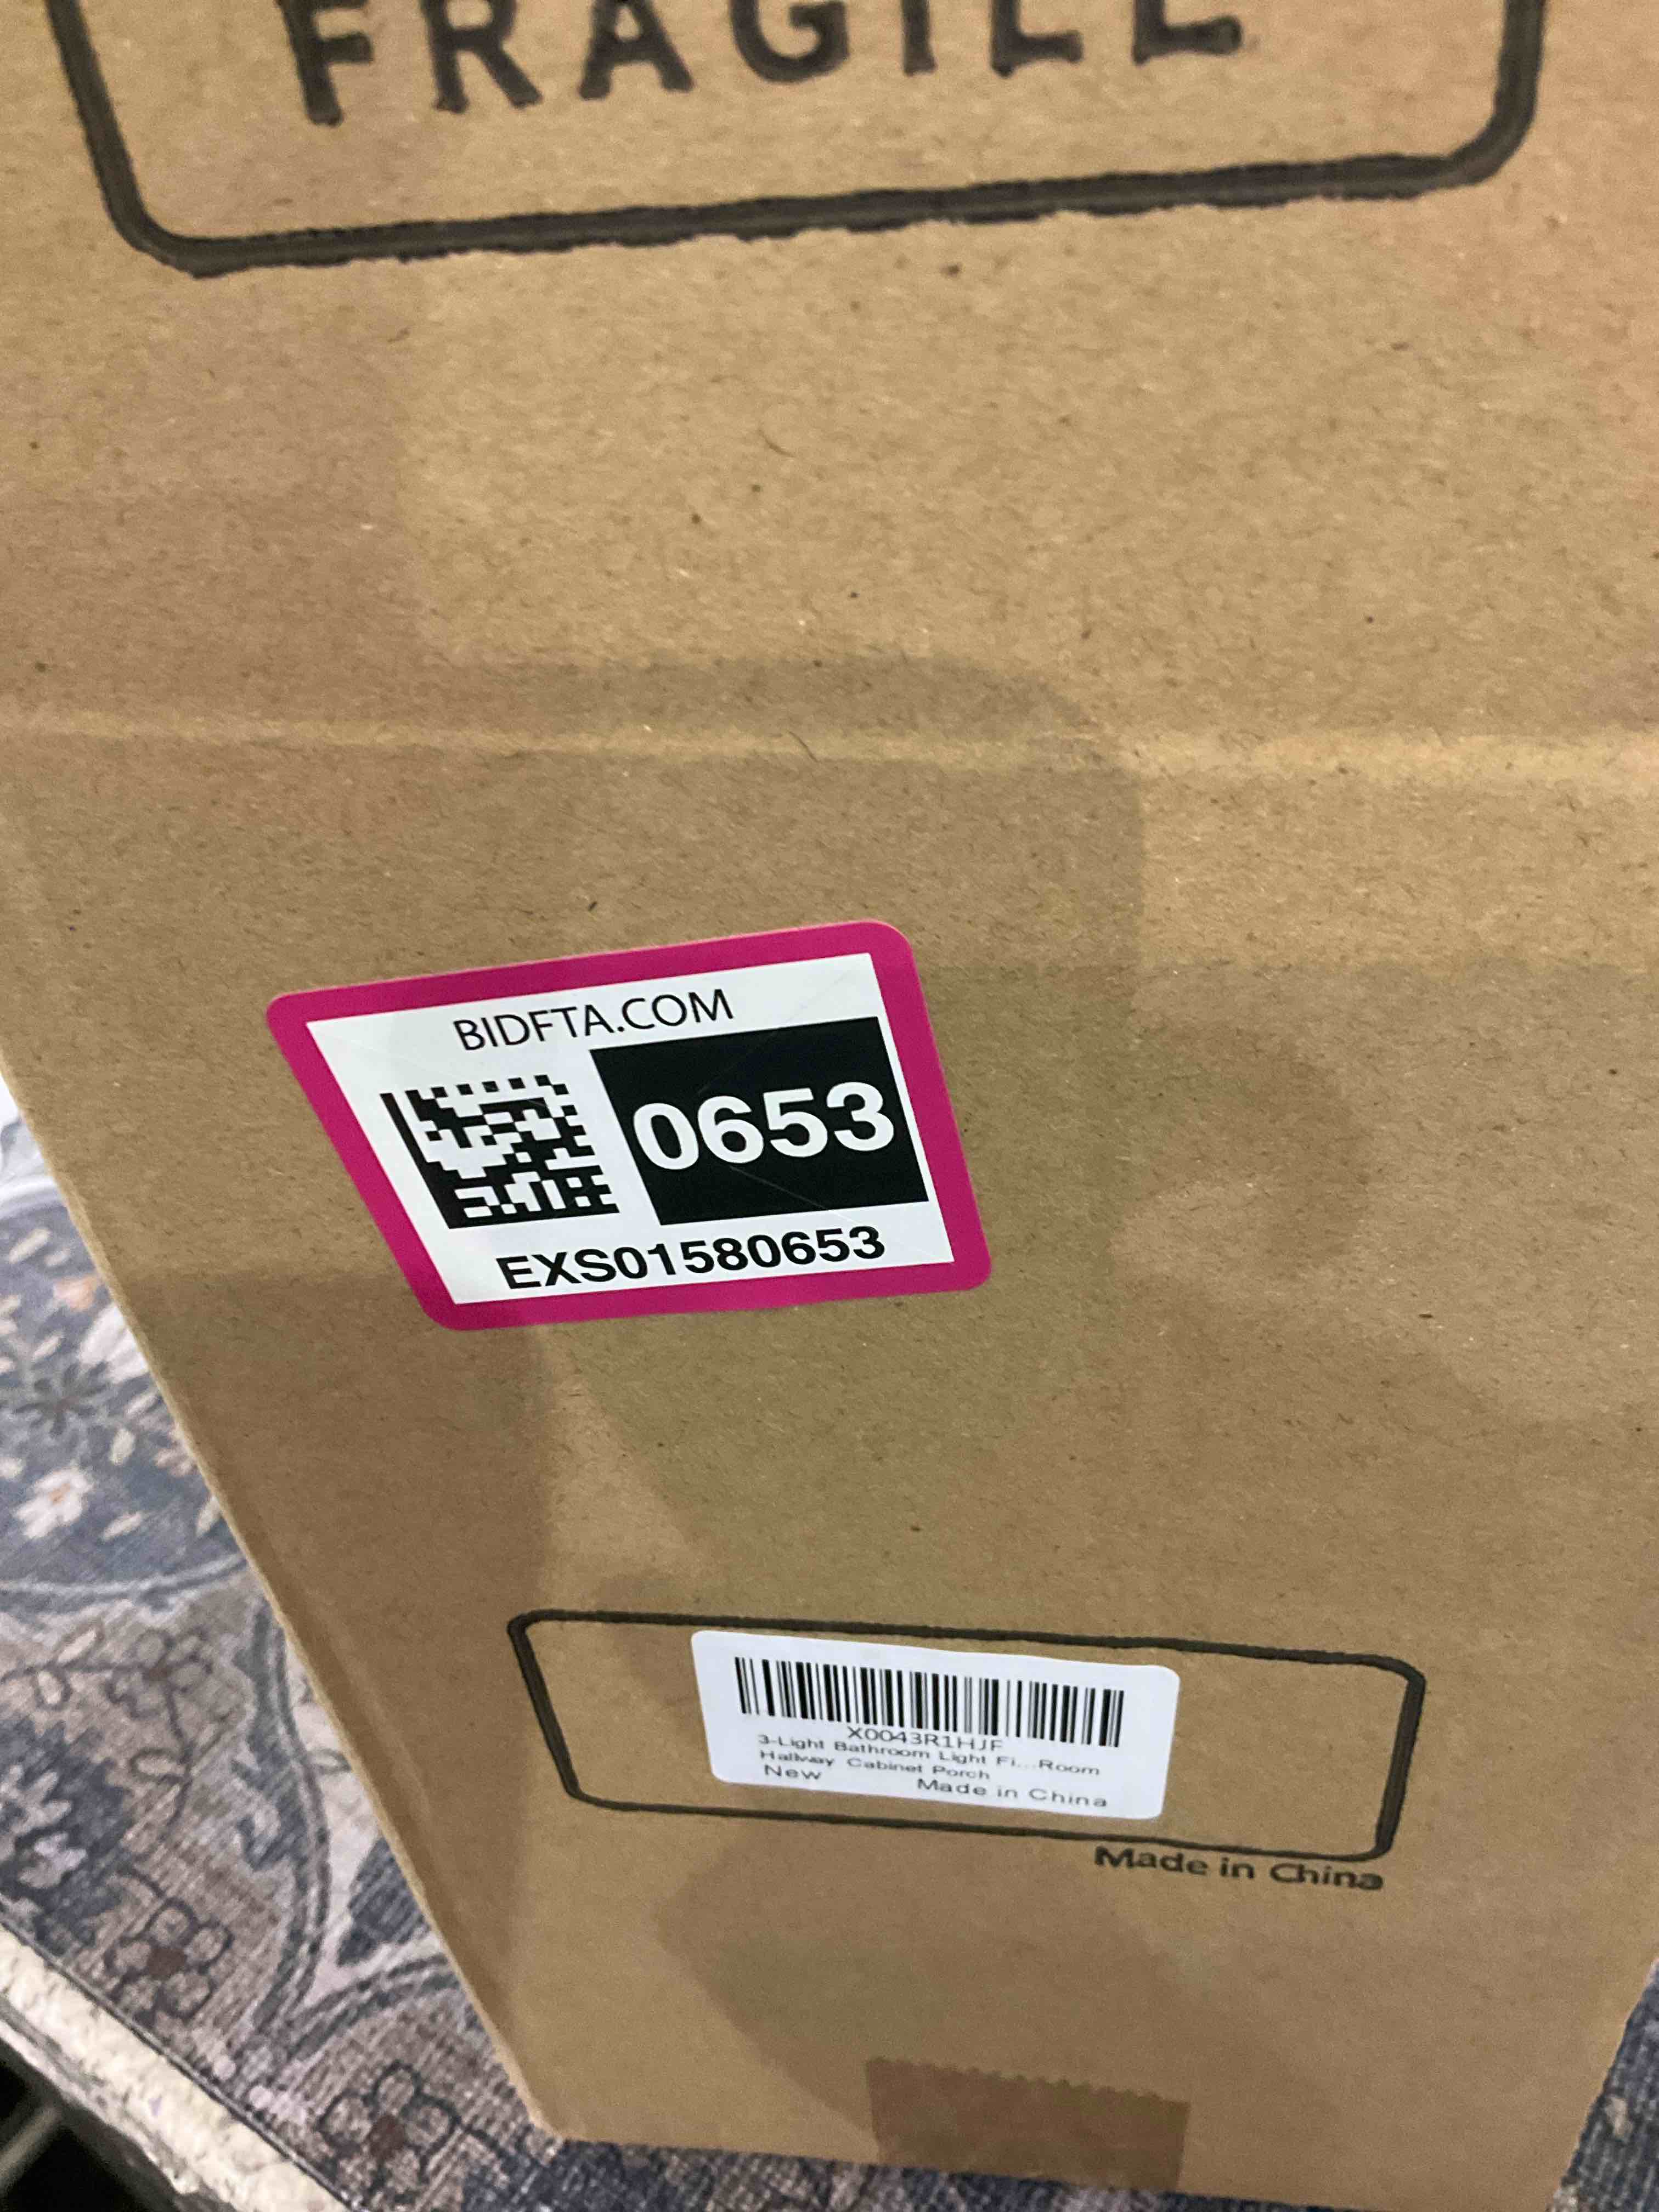 FRAGILE
BIDFTA.COM
0653
EXS01580653
X0043R1HJF
3-Light Bathroom Light Fi...Room
Hallway Cabinet Porch
New
Made in China
Made in China